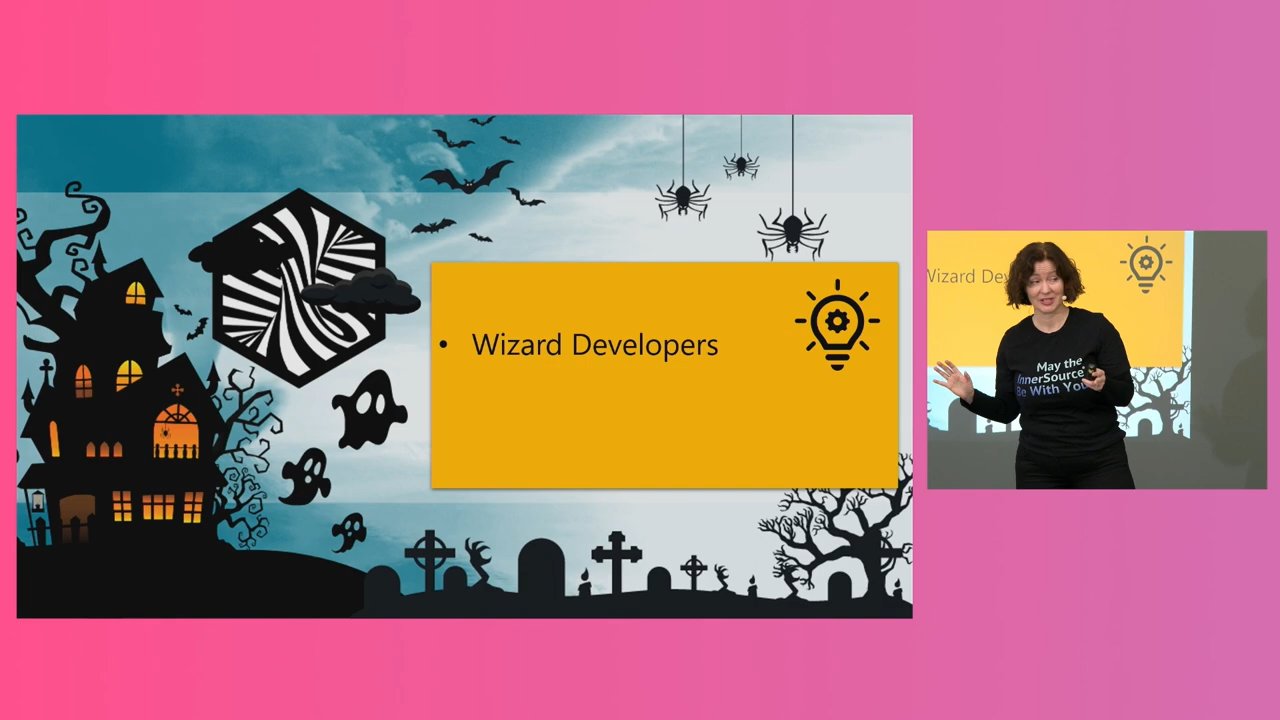 • Wizard Developers
Wizard Dev
May the
InnerSource
Be With You